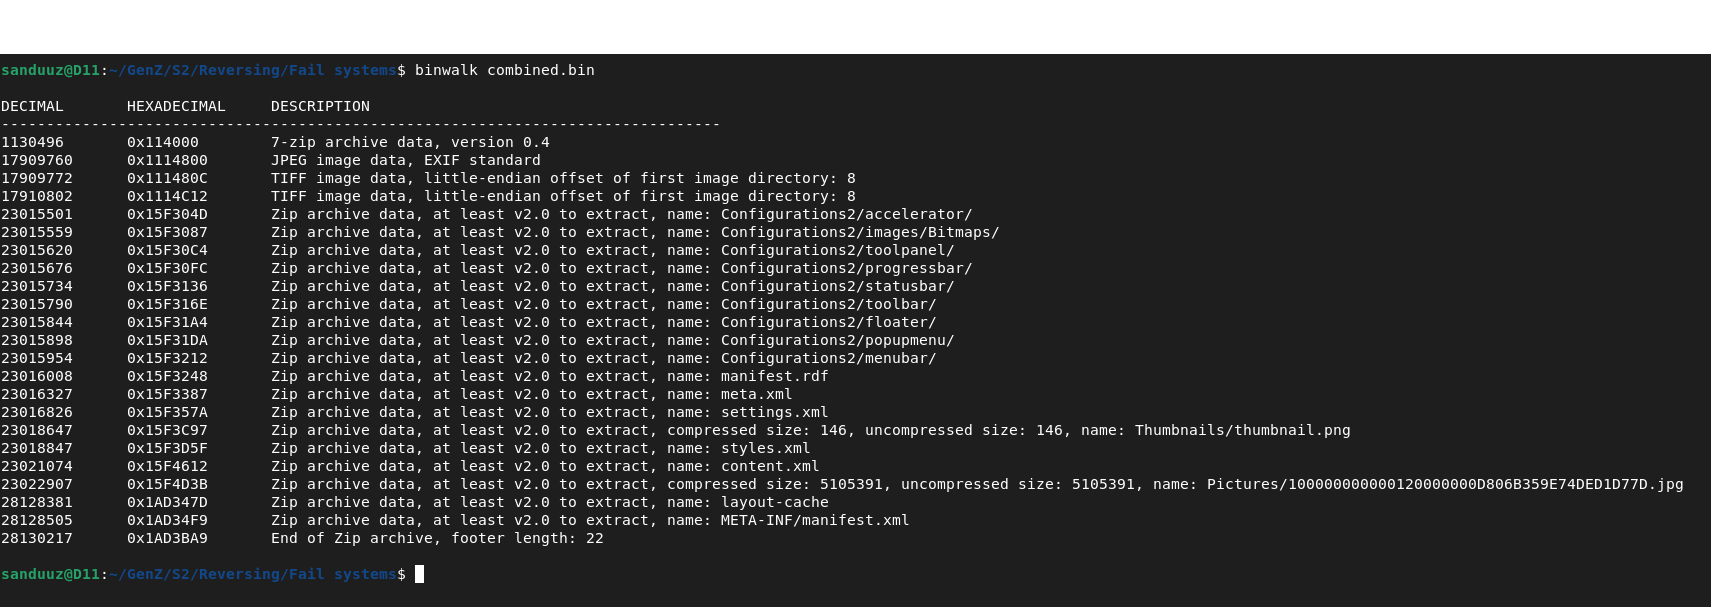 sanduuz@D11:~/GenZ/S2/Reversing/Fail systems$ binwalk combined.bin
DECIMAL       HEXADECIMAL     DESCRIPTION
--------------------------------------------------------------------------------
1130496       0x114000        7-zip archive data, version 0.4
17909760      0x1114800       JPEG image data, EXIF standard
17909772      0x111480C       TIFF image data, little-endian offset of first image directory: 8
17910802      0x1114C12       TIFF image data, little-endian offset of first image directory: 8
23015501      0x15F304D       Zip archive data, at least v2.0 to extract, name: Configurations2/accelerator/
23015559      0x15F3087       Zip archive data, at least v2.0 to extract, name: Configurations2/images/Bitmaps/
23015620      0x15F30C4       Zip archive data, at least v2.0 to extract, name: Configurations2/toolpanel/
23015676      0x15F30FC       Zip archive data, at least v2.0 to extract, name: Configurations2/progressbar/
23015734      0x15F3136       Zip archive data, at least v2.0 to extract, name: Configurations2/statusbar/
23015790      0x15F316E       Zip archive data, at least v2.0 to extract, name: Configurations2/toolbar/
23015844      0x15F31A4       Zip archive data, at least v2.0 to extract, name: Configurations2/floater/
23015898      0x15F31DA       Zip archive data, at least v2.0 to extract, name: Configurations2/popupmenu/
23015954      0x15F3212       Zip archive data, at least v2.0 to extract, name: Configurations2/menubar/
23016008      0x15F3248       Zip archive data, at least v2.0 to extract, name: manifest.rdf
23016327      0x15F3387       Zip archive data, at least v2.0 to extract, name: meta.xml
23016826      0x15F357A       Zip archive data, at least v2.0 to extract, name: settings.xml
23018647      0x15F3C97       Zip archive data, at least v2.0 to extract, compressed size: 146, uncompressed size: 146, name: Thumbnails/thumbnail.png
23018847      0x15F3D5F       Zip archive data, at least v2.0 to extract, name: styles.xml
23021074      0x15F4612       Zip archive data, at least v2.0 to extract, name: content.xml
23022907      0x15F4D3B       Zip archive data, at least v2.0 to extract, compressed size: 5105391, uncompressed size: 5105391, name: Pictures/100000000000120000000D806B359E74DED1D77D.jpg
28128381      0x1AD347D       Zip archive data, at least v2.0 to extract, name: layout-cache
28128505      0x1AD34F9       Zip archive data, at least v2.0 to extract, name: META-INF/manifest.xml
28130217      0x1AD3BA9       End of Zip archive, footer length: 22
sanduuz@D11:~/GenZ/S2/Reversing/Fail systems$